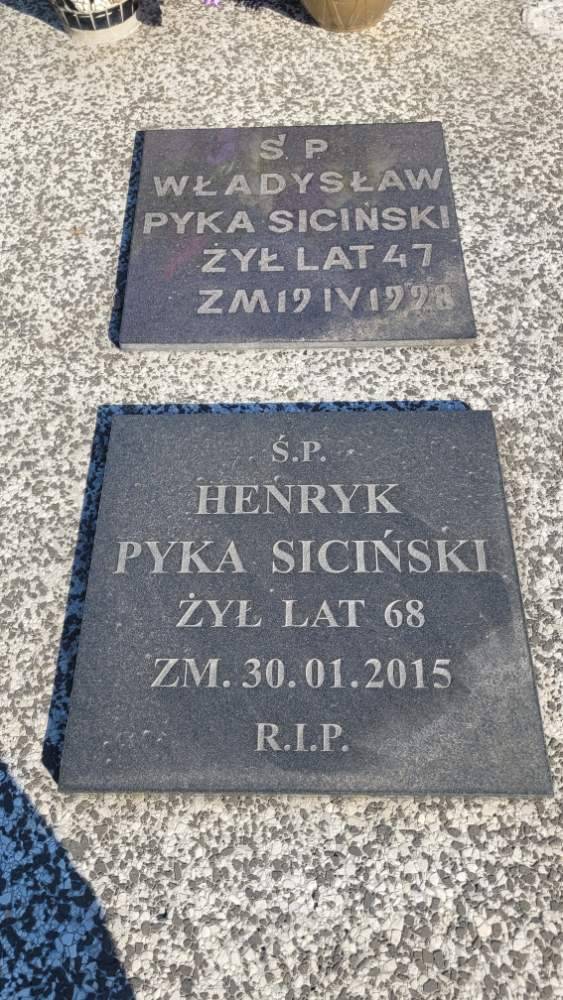 Ś P
WŁADYSŁAW
PYKA SICIŃSKI
ŻYŁ LAT 47
ZM 19 IV 1998
Ś.P.
HENRYK
PYKA SICIŃSKI
ŻYŁ LAT 68
ZM. 30.01.2015
R.I.P.